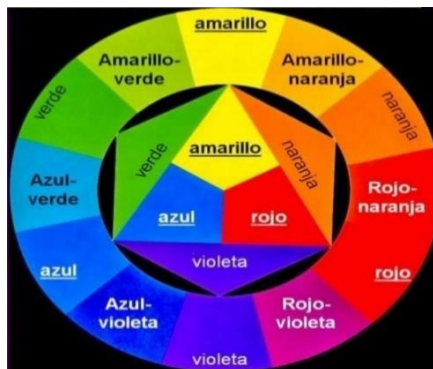 amarillo
Amarillo-
verde
Amarillo-
naranja
verde
naranja
amarillo
verde
naranja
Azul-
verde
Rojo-
naranja
azul
rojo
azul
rojo
violeta
Azul-
violeta
Rojo-
violeta
violeta